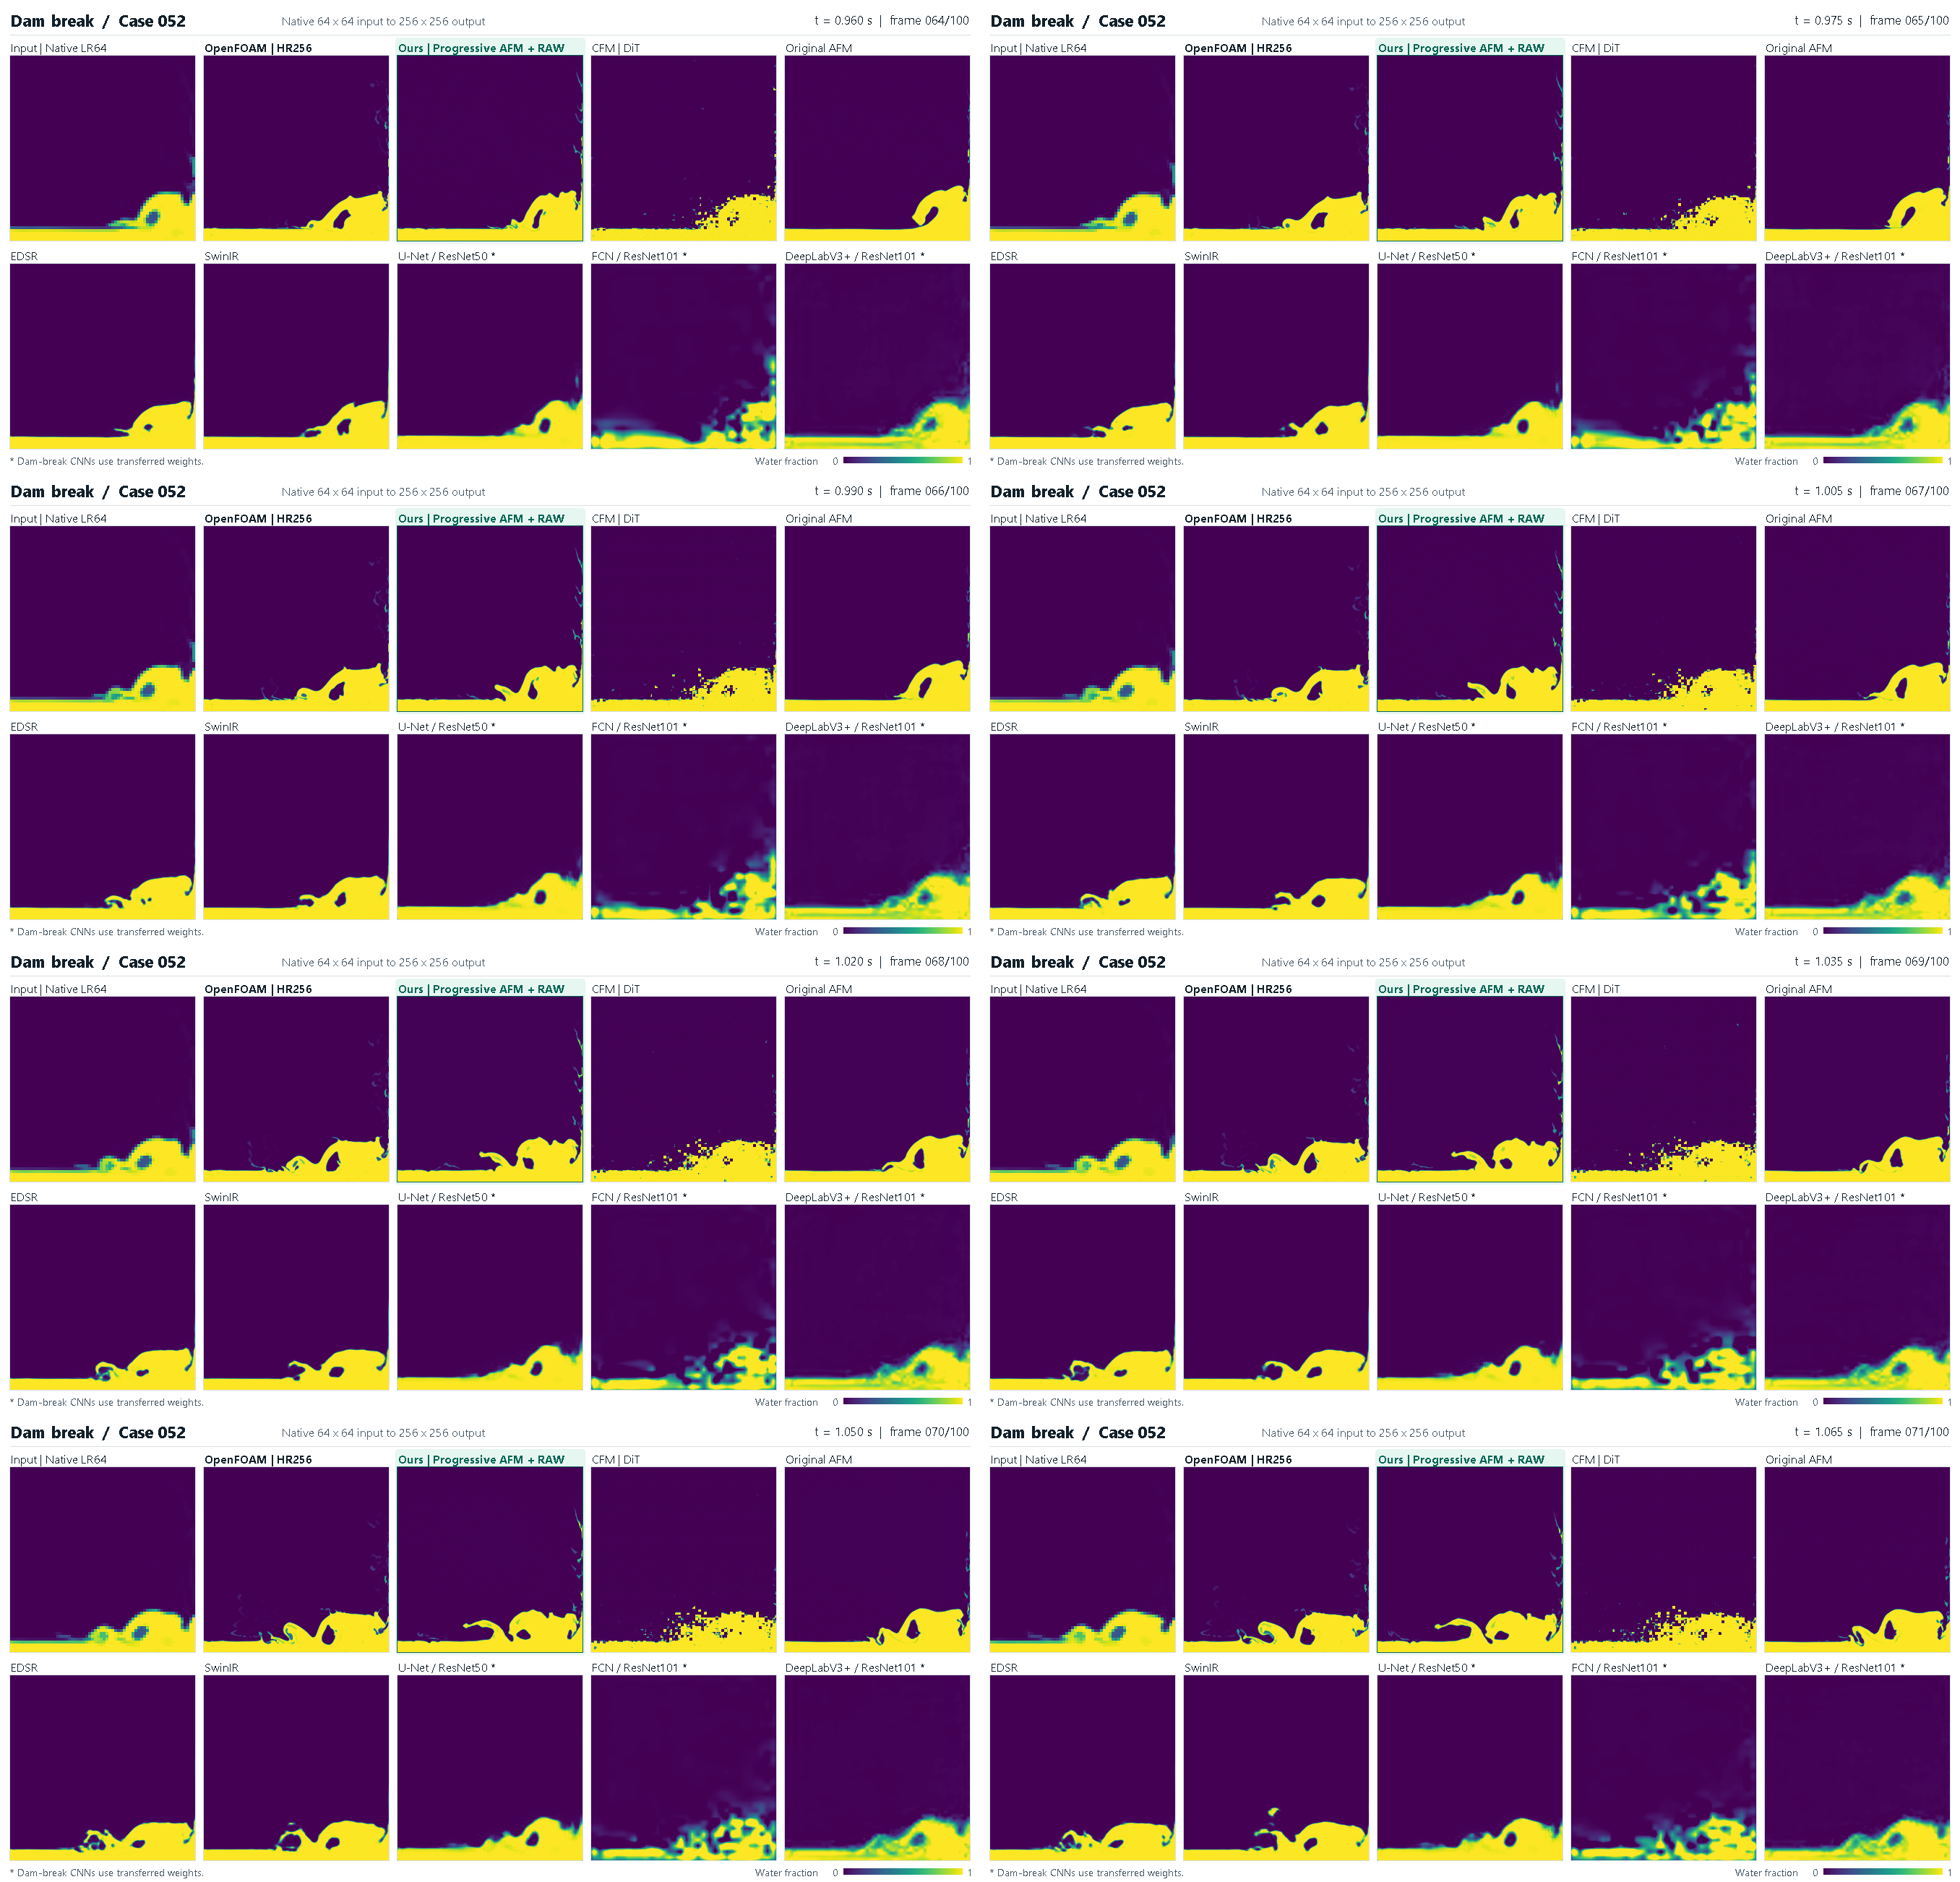 Dam break / Case 052 Native 64 x 64 input to 256 x 256 output t = 0.960 s | frame 064/100
Input | Native LR64 OpenFOAM | HR256 Ours | Progressive AFM + RAW CFM | DiT Original AFM
EDSR SwinIR U-Net / ResNet50 * FCN / ResNet101 * DeepLabV3+ / ResNet101 *
* Dam-break CNNs use transferred weights. Water fraction 0 1
Dam break / Case 052 Native 64 x 64 input to 256 x 256 output t = 0.975 s | frame 065/100
Input | Native LR64 OpenFOAM | HR256 Ours | Progressive AFM + RAW CFM | DiT Original AFM
EDSR SwinIR U-Net / ResNet50 * FCN / ResNet101 * DeepLabV3+ / ResNet101 *
* Dam-break CNNs use transferred weights. Water fraction 0 1
Dam break / Case 052 Native 64 x 64 input to 256 x 256 output t = 0.990 s | frame 066/100
Input | Native LR64 OpenFOAM | HR256 Ours | Progressive AFM + RAW CFM | DiT Original AFM
EDSR SwinIR U-Net / ResNet50 * FCN / ResNet101 * DeepLabV3+ / ResNet101 *
* Dam-break CNNs use transferred weights. Water fraction 0 1
Dam break / Case 052 Native 64 x 64 input to 256 x 256 output t = 1.005 s | frame 067/100
Input | Native LR64 OpenFOAM | HR256 Ours | Progressive AFM + RAW CFM | DiT Original AFM
EDSR SwinIR U-Net / ResNet50 * FCN / ResNet101 * DeepLabV3+ / ResNet101 *
* Dam-break CNNs use transferred weights. Water fraction 0 1
Dam break / Case 052 Native 64 x 64 input to 256 x 256 output t = 1.020 s | frame 068/100
Input | Native LR64 OpenFOAM | HR256 Ours | Progressive AFM + RAW CFM | DiT Original AFM
EDSR SwinIR U-Net / ResNet50 * FCN / ResNet101 * DeepLabV3+ / ResNet101 *
* Dam-break CNNs use transferred weights. Water fraction 0 1
Dam break / Case 052 Native 64 x 64 input to 256 x 256 output t = 1.035 s | frame 069/100
Input | Native LR64 OpenFOAM | HR256 Ours | Progressive AFM + RAW CFM | DiT Original AFM
EDSR SwinIR U-Net / ResNet50 * FCN / ResNet101 * DeepLabV3+ / ResNet101 *
* Dam-break CNNs use transferred weights. Water fraction 0 1
Dam break / Case 052 Native 64 x 64 input to 256 x 256 output t = 1.050 s | frame 070/100
Input | Native LR64 OpenFOAM | HR256 Ours | Progressive AFM + RAW CFM | DiT Original AFM
EDSR SwinIR U-Net / ResNet50 * FCN / ResNet101 * DeepLabV3+ / ResNet101 *
* Dam-break CNNs use transferred weights. Water fraction 0 1
Dam break / Case 052 Native 64 x 64 input to 256 x 256 output t = 1.065 s | frame 071/100
Input | Native LR64 OpenFOAM | HR256 Ours | Progressive AFM + RAW CFM | DiT Original AFM
EDSR SwinIR U-Net / ResNet50 * FCN / ResNet101 * DeepLabV3+ / ResNet101 *
* Dam-break CNNs use transferred weights. Water fraction 0 1